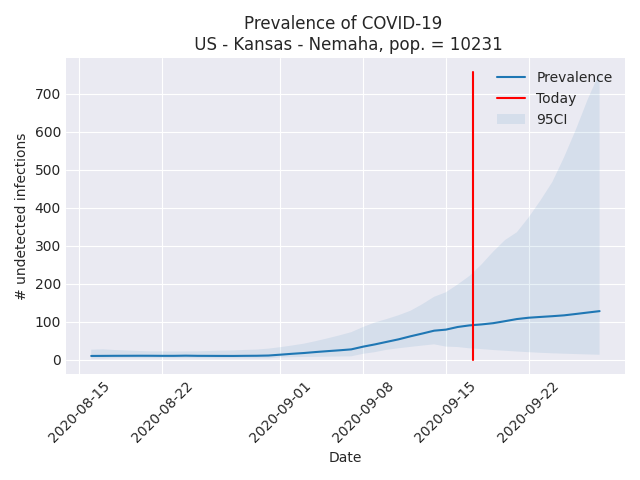 Prevalence of COVID-19
US - Kansas - Nemaha, pop. = 10231
Prevalence
Today
95CI
# undetected infections
700
600
500
400
300
200
100
0
2020-08-15
2020-08-22
2020-09-01
2020-09-08
2020-09-15
2020-09-22
Date